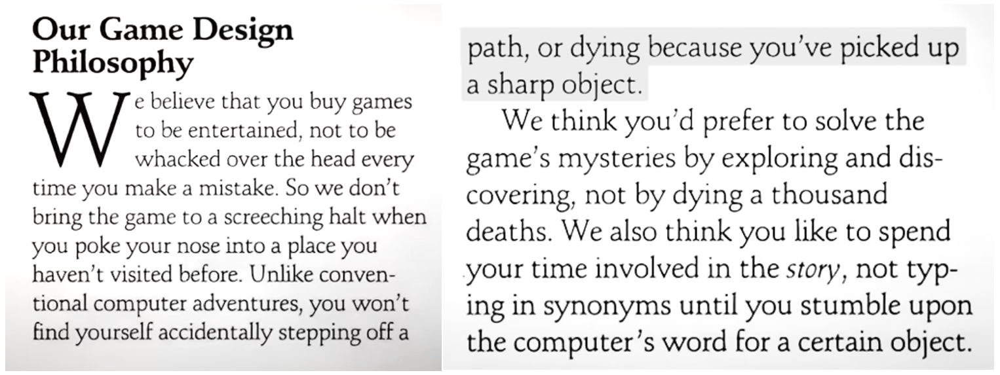 Our Game Design
Philosophy
We believe that you buy games
to be entertained, not to be
whacked over the head every
time you make a mistake. So we don't
bring the game to a screeching halt when
you poke your nose into a place you
haven't visited before. Unlike conven-
tional computer adventures, you won't
find yourself accidentally stepping off a
path, or dying because you've picked up
a sharp object.
We think you'd prefer to solve the
game's mysteries by exploring and dis-
covering, not by dying a thousand
deaths. We also think you like to spend
your time involved in the story, not typ-
ing in synonyms until you stumble upon
the computer's word for a certain object.